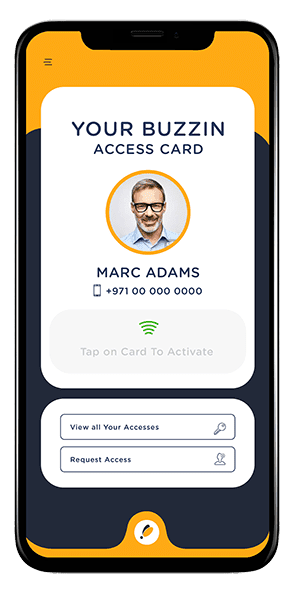 YOUR BUZZIN
ACCESS CARD
MARC ADAMS
+971 00 000 0000
Tap on Card To Activate
View all Your Accesses
Request Access